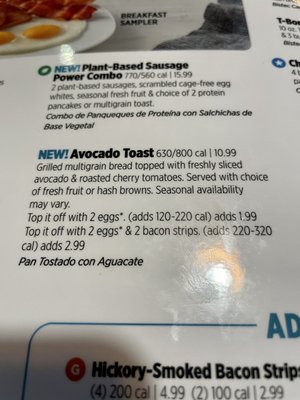 BREAKFAST
SAMPLER
Bistec
NEW! Plant-Based Sausage
Power Combo 770/560 cal | 15.99
2 plant-based sausages, scrambled cage-free egg
whites, seasonal fresh fruit & choice of 2 protein
pancakes or multigrain toast.
Combo de Panqueques de Proteína con Salchichas de
Base Vegetal
NEW! Avocado Toast 630/800 cal | 10.99
Grilled multigrain bread topped with freshly sliced
avocado & roasted cherry tomatoes. Served with choice
of fresh fruit or hash browns. Seasonal availability
may vary.
Top it off with 2 eggs*. (adds 120-220 cal) adds 1.99
Top it off with 2 eggs* & 2 bacon strips. (adds 220-320
cal) adds 2.99
Pan Tostado con Aguacate
AD
G Hickory-Smoked Bacon Strips
(4) 200 cal | 4.99 (2) 100 cal | 2.99